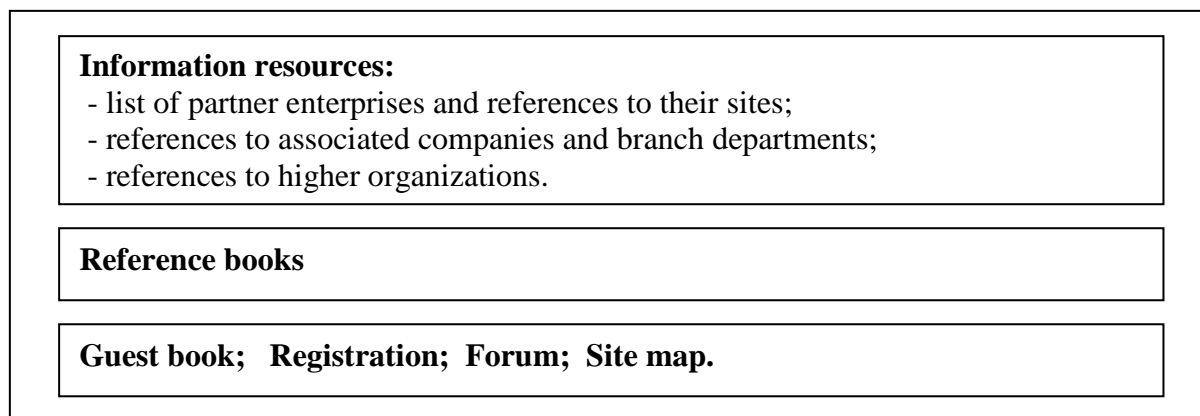 Information resources:
- list of partner enterprises and references to their sites;
- references to associated companies and branch departments;
- references to higher organizations.
Reference books
Guest book; Registration; Forum; Site map.